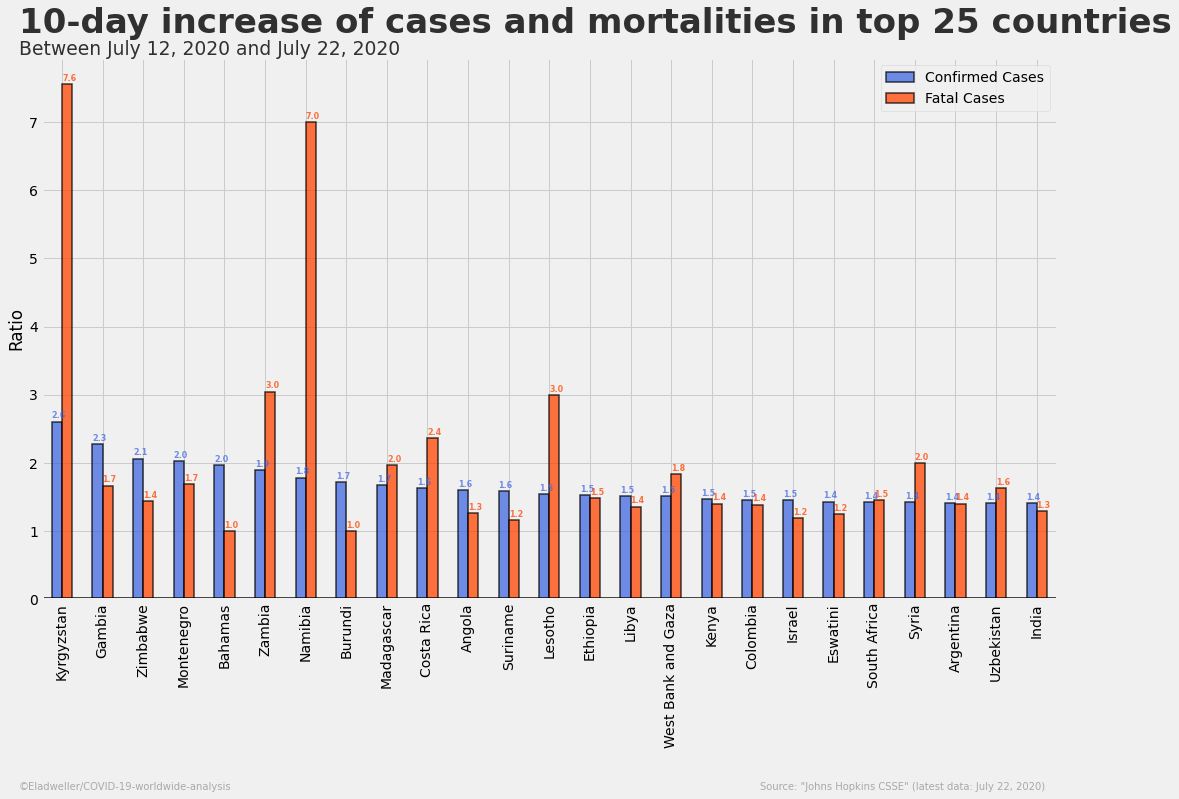 10-day increase of cases and mortalities in top 25 countries
Between July 12, 2020 and July 22, 2020
Confirmed Cases
Fatal Cases
Ratio
7
6
5
4
3
2
1
0
7.6
2.3
1.7
2.1
1.4
2.0
1.7
2.0
1.0
3.0
7.0
1.7
1.0
2.0
2.4
1.6
1.3
1.6
1.2
3.0
1.5
1.5
1.5
1.4
1.8
1.5
1.4
1.5
1.4
1.5
1.2
1.4
1.2
1.4
1.5
2.0
1.4
1.4
1.6
1.4
1.3
Kyrgyzstan
Gambia
Zimbabwe
Montenegro
Bahamas
Zambia
Namibia
Burundi
Madagascar
Costa Rica
Angola
Suriname
Lesotho
Ethiopia
Libya
West Bank and Gaza
Kenya
Colombia
Israel
Eswatini
South Africa
Syria
Argentina
Uzbekistan
India
©Eladweller/COVID-19-worldwide-analysis
Source: "Johns Hopkins CSSE" (latest data: July 22, 2020)